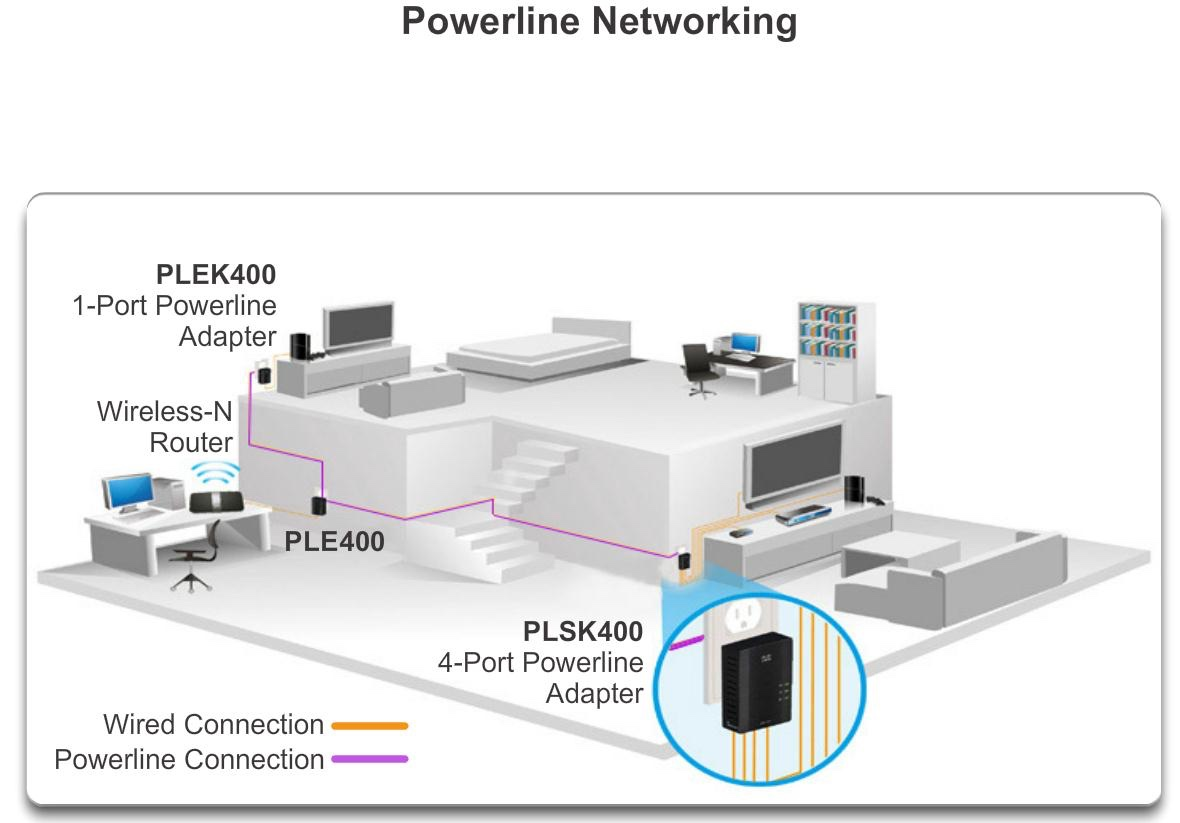 Powerline Networking
PLEK400
1-Port Powerline
Adapter
Wireless-N
Router
PLE400
PLSK400
4-Port Powerline
Adapter
Wired Connection
Powerline Connection